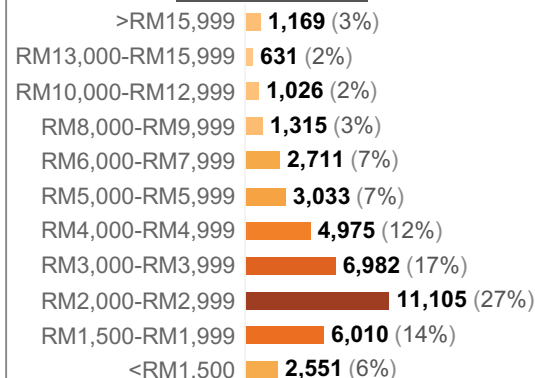 >RM15,999 1,169 (3%)
RM13,000-RM15,999 631 (2%)
RM10,000-RM12,999 1,026 (2%)
RM8,000-RM9,999 1,315 (3%)
RM6,000-RM7,999 2,711 (7%)
RM5,000-RM5,999 3,033 (7%)
RM4,000-RM4,999 4,975 (12%)
RM3,000-RM3,999 6,982 (17%)
RM2,000-RM2,999 11,105 (27%)
RM1,500-RM1,999 6,010 (14%)
<RM1,500 2,551 (6%)